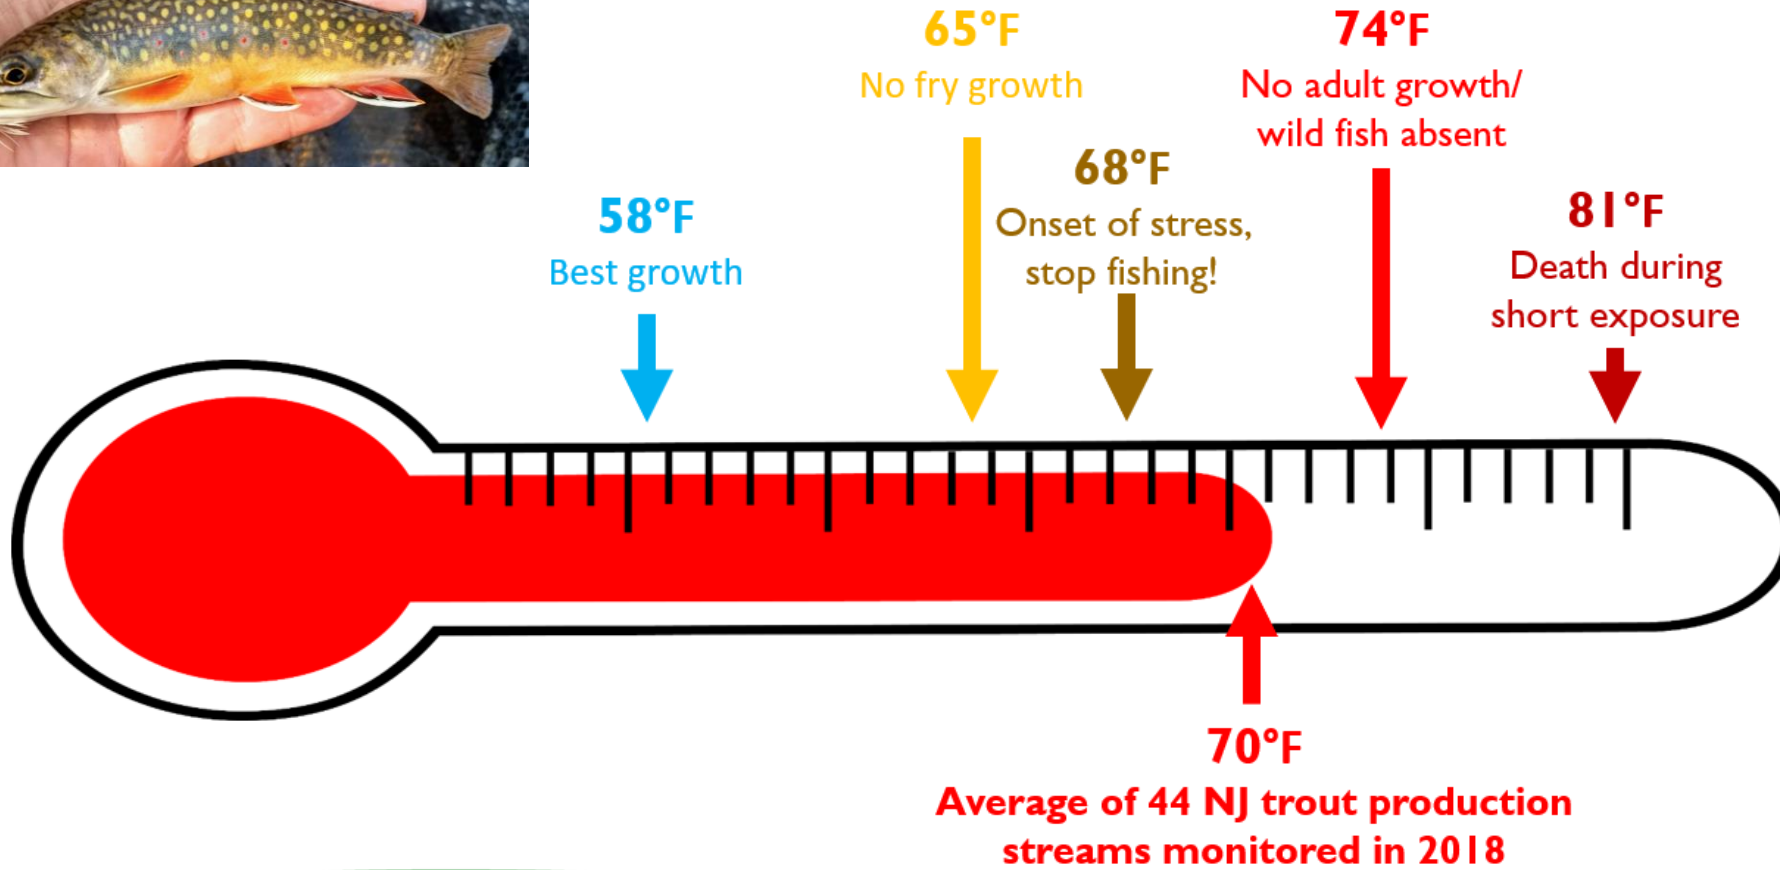 58°F
Best growth
65°F
No fry growth
68°F
Onset of stress,
stop fishing!
74°F
No adult growth/
wild fish absent
81°F
Death during
short exposure
70°F
Average of 44 NJ trout production
streams monitored in 2018